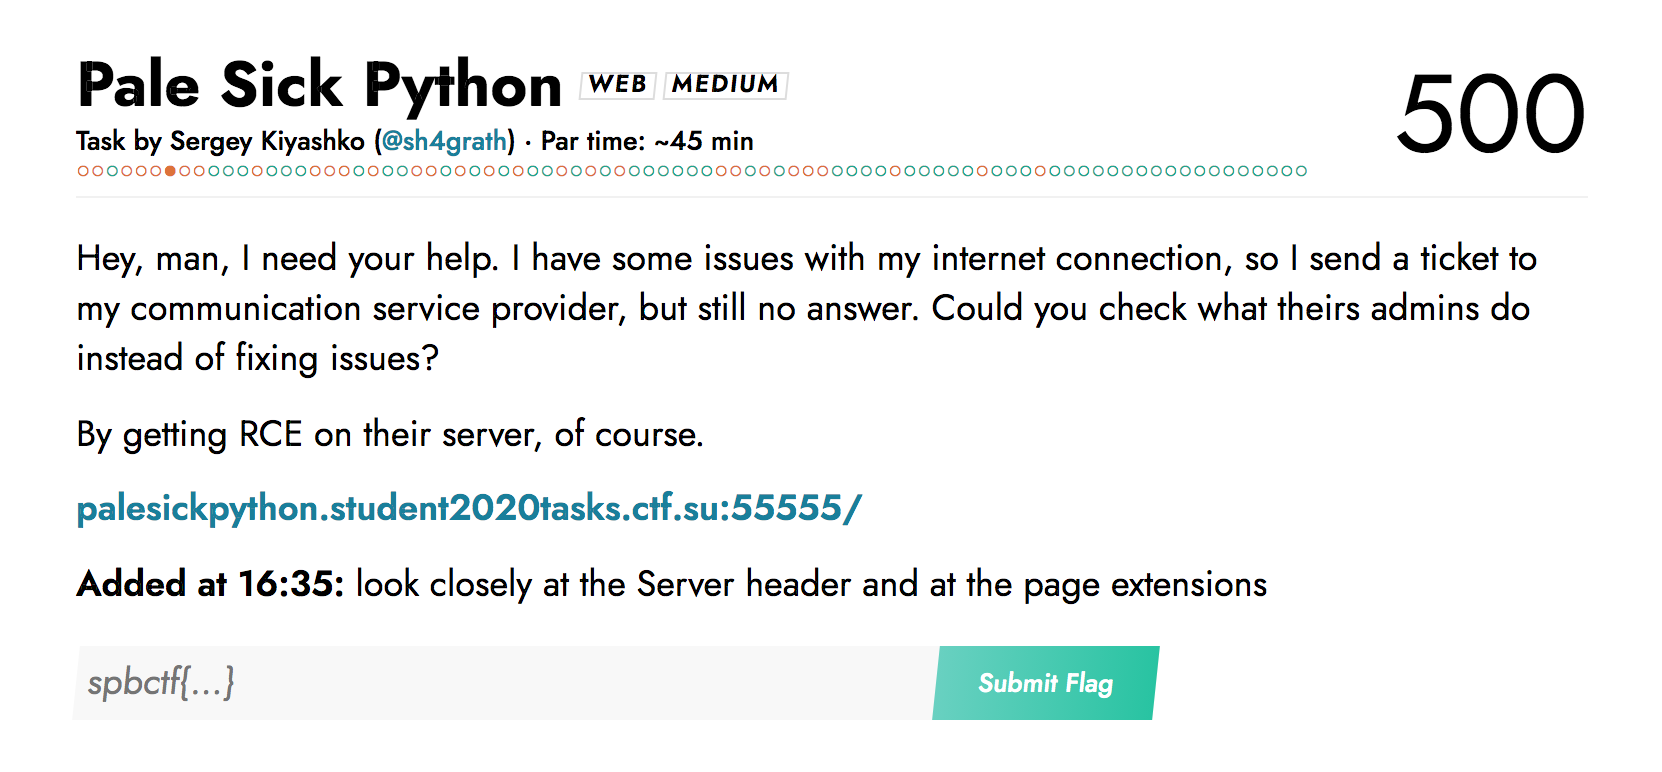 Pale Sick Python WEB MEDIUM
500
Task by Sergey Kiyashko (@sh4grath) · Par time: ~45 min
Hey, man, I need your help. I have some issues with my internet connection, so I send a ticket to
my communication service provider, but still no answer. Could you check what theirs admins do
instead of fixing issues?
By getting RCE on their server, of course.
palesickpython.student2020tasks.ctf.su:55555/
Added at 16:35: look closely at the Server header and at the page extensions
spbctf{...}
Submit Flag